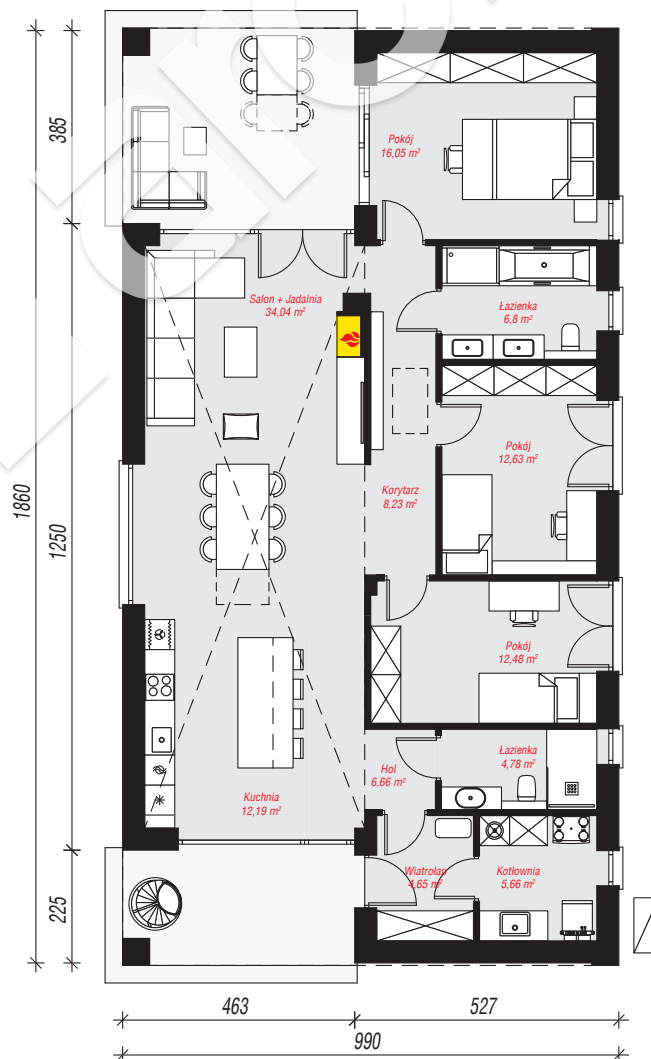 385
Pokój
16,05 m²
Salon + Jadalnia
34,04 m²
Łazienka
6,8 m²
Pokój
12,63 m²
Korytarz
8,23 m²
1860
1250
Pokój
12,48 m²
Łazienka
4,78 m²
Hol
6,66 m²
Kuchnia
12,19 m²
Wiatrołap
4,65 m²
Kotłownia
5,66 m²
225
463
527
990